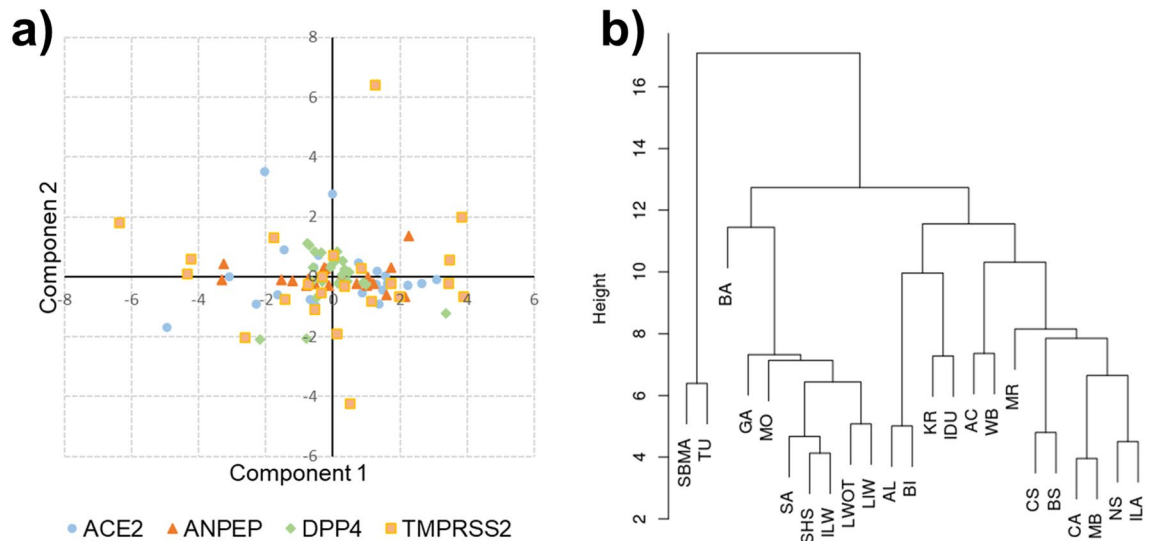 a)
8
6
4
2
0
-2
-4
-6
-8
-6
-4
-2
0
2
4
6
Componen 2
Component 1
ACE2 ANPEP DPP4 TMPRSS2
b)
Height
16
14
12
10
8
6
4
2
SBMA
TU
BA
GA
MO
SA
SHS
ILW
LWOT
LIW
AL
BI
KR
IDU
AC
WB
MR
CS
BS
CA
MB
NS
ILA